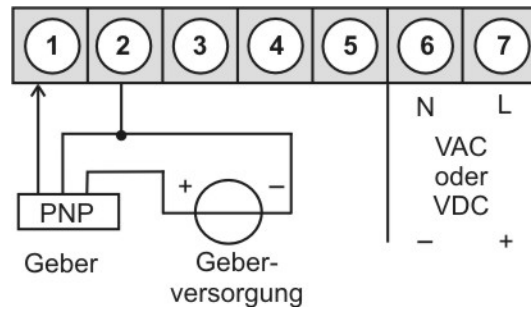 1 2 3 4 5 6 7
N L
VAC
oder
VDC
+ –
– +
PNP
Geber
Geber-
versorgung